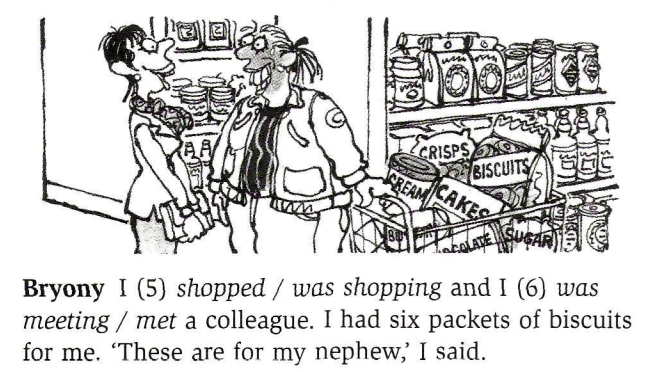 CRISPS
BISCUITS
CREAM
CAKES
SUGAR
Bryony I (5) shopped / was shopping and I (6) was
meeting / met a colleague. I had six packets of biscuits
for me. ‘These are for my nephew,’ I said.